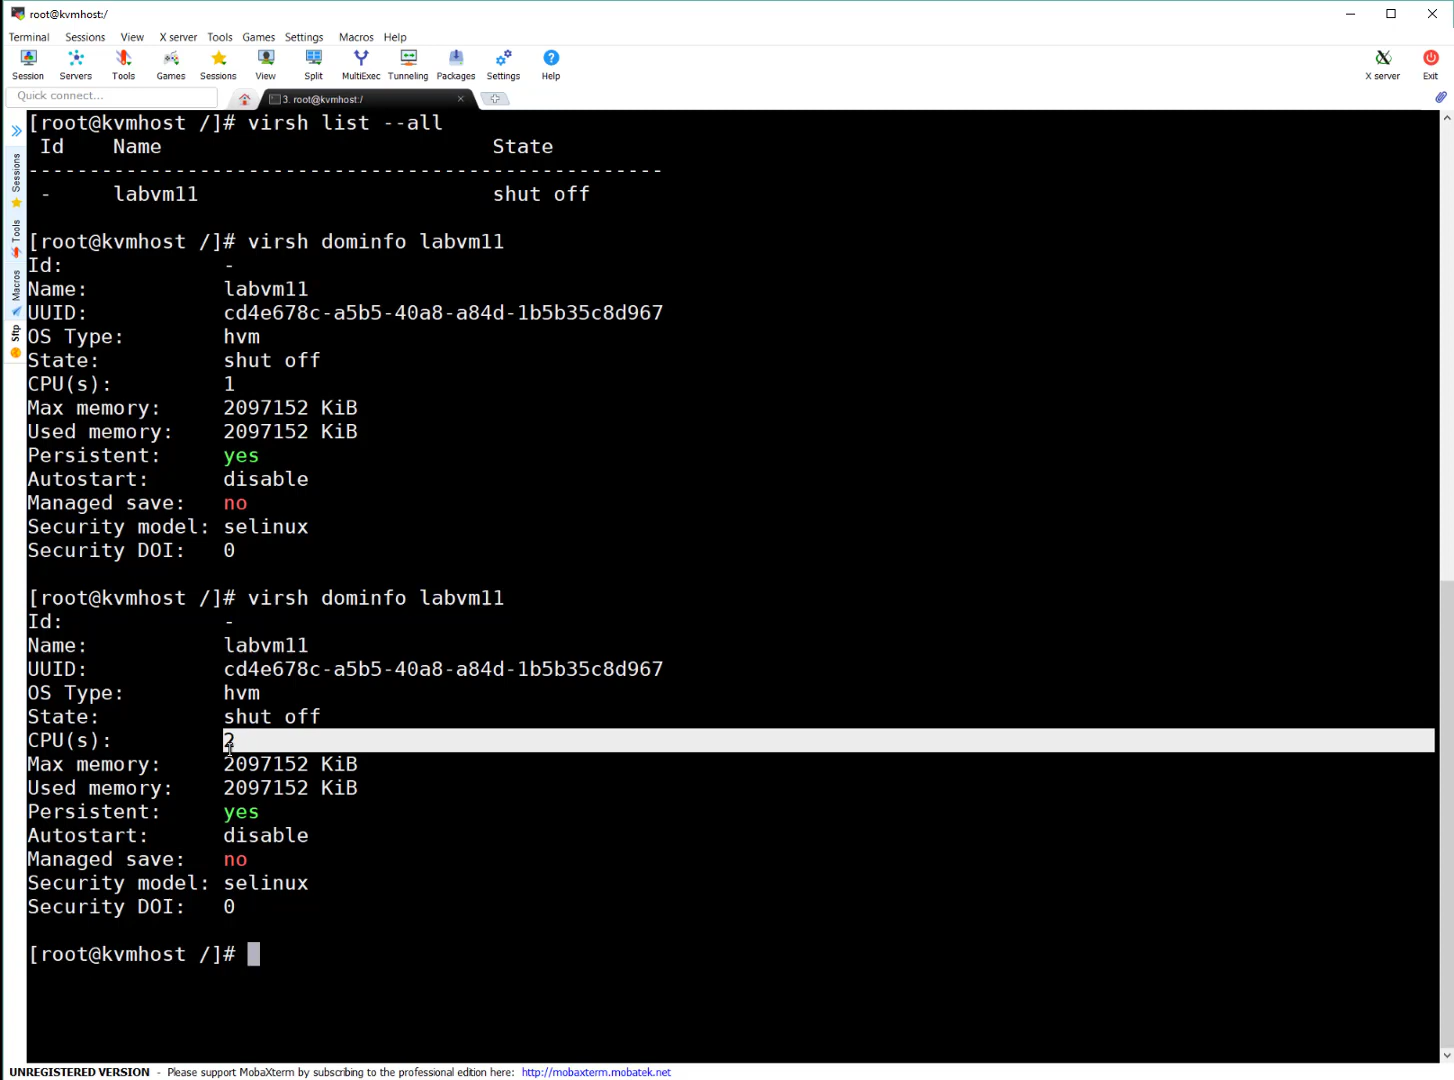 root@kvmhost:/
Terminal Sessions View X server Tools Games Settings Macros Help
Session Servers Tools Games Sessions View Split MultiExec Tunneling Packages Settings Help X server Exit
Quick connect...
3. root@kvmhost:/
Sessions
Tools
Macros
Sftp
[root@kvmhost /]# virsh list --all
Id Name State
----------------------------------------------------
- labvm11 shut off
[root@kvmhost /]# virsh dominfo labvm11
Id: -
Name: labvm11
UUID: cd4e678c-a5b5-40a8-a84d-1b5b35c8d967
OS Type: hvm
State: shut off
CPU(s): 1
Max memory: 2097152 KiB
Used memory: 2097152 KiB
Persistent: yes
Autostart: disable
Managed save: no
Security model: selinux
Security DOI: 0
[root@kvmhost /]# virsh dominfo labvm11
Id: -
Name: labvm11
UUID: cd4e678c-a5b5-40a8-a84d-1b5b35c8d967
OS Type: hvm
State: shut off
CPU(s): 2
Max memory: 2097152 KiB
Used memory: 2097152 KiB
Persistent: yes
Autostart: disable
Managed save: no
Security model: selinux
Security DOI: 0
[root@kvmhost /]#
UNREGISTERED VERSION - Please support MobaXterm by subscribing to the professional edition here: http://mobaxterm.mobatek.net